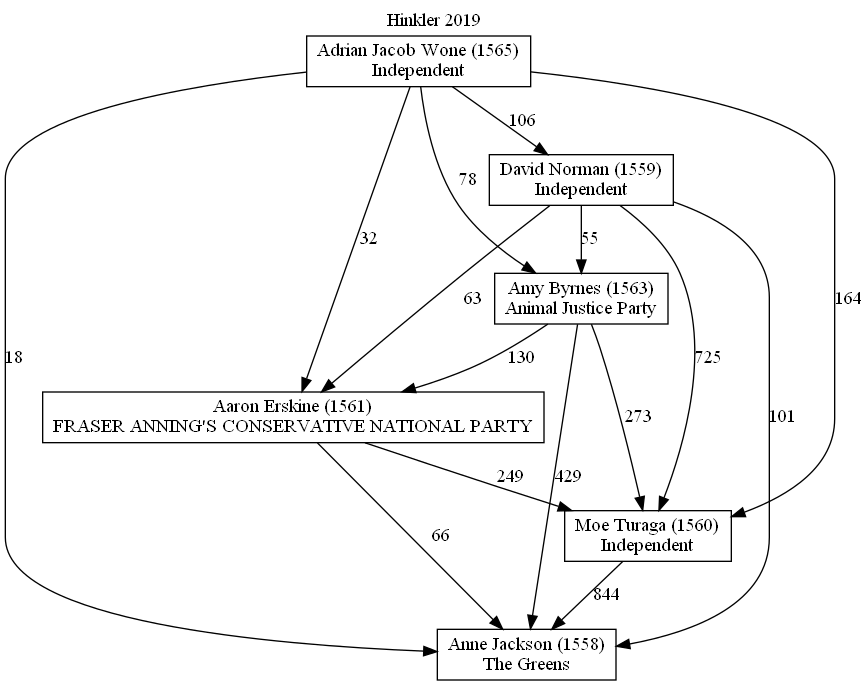 Hinkler 2019
Adrian Jacob Wone (1565)
Independent
106
David Norman (1559)
Independent
78
32
55
63
Amy Byrnes (1563)
Animal Justice Party
164
18
130
725
Aaron Erskine (1561)
FRASER ANNING'S CONSERVATIVE NATIONAL PARTY
273
101
249
429
Moe Turaga (1560)
Independent
66
844
Anne Jackson (1558)
The Greens